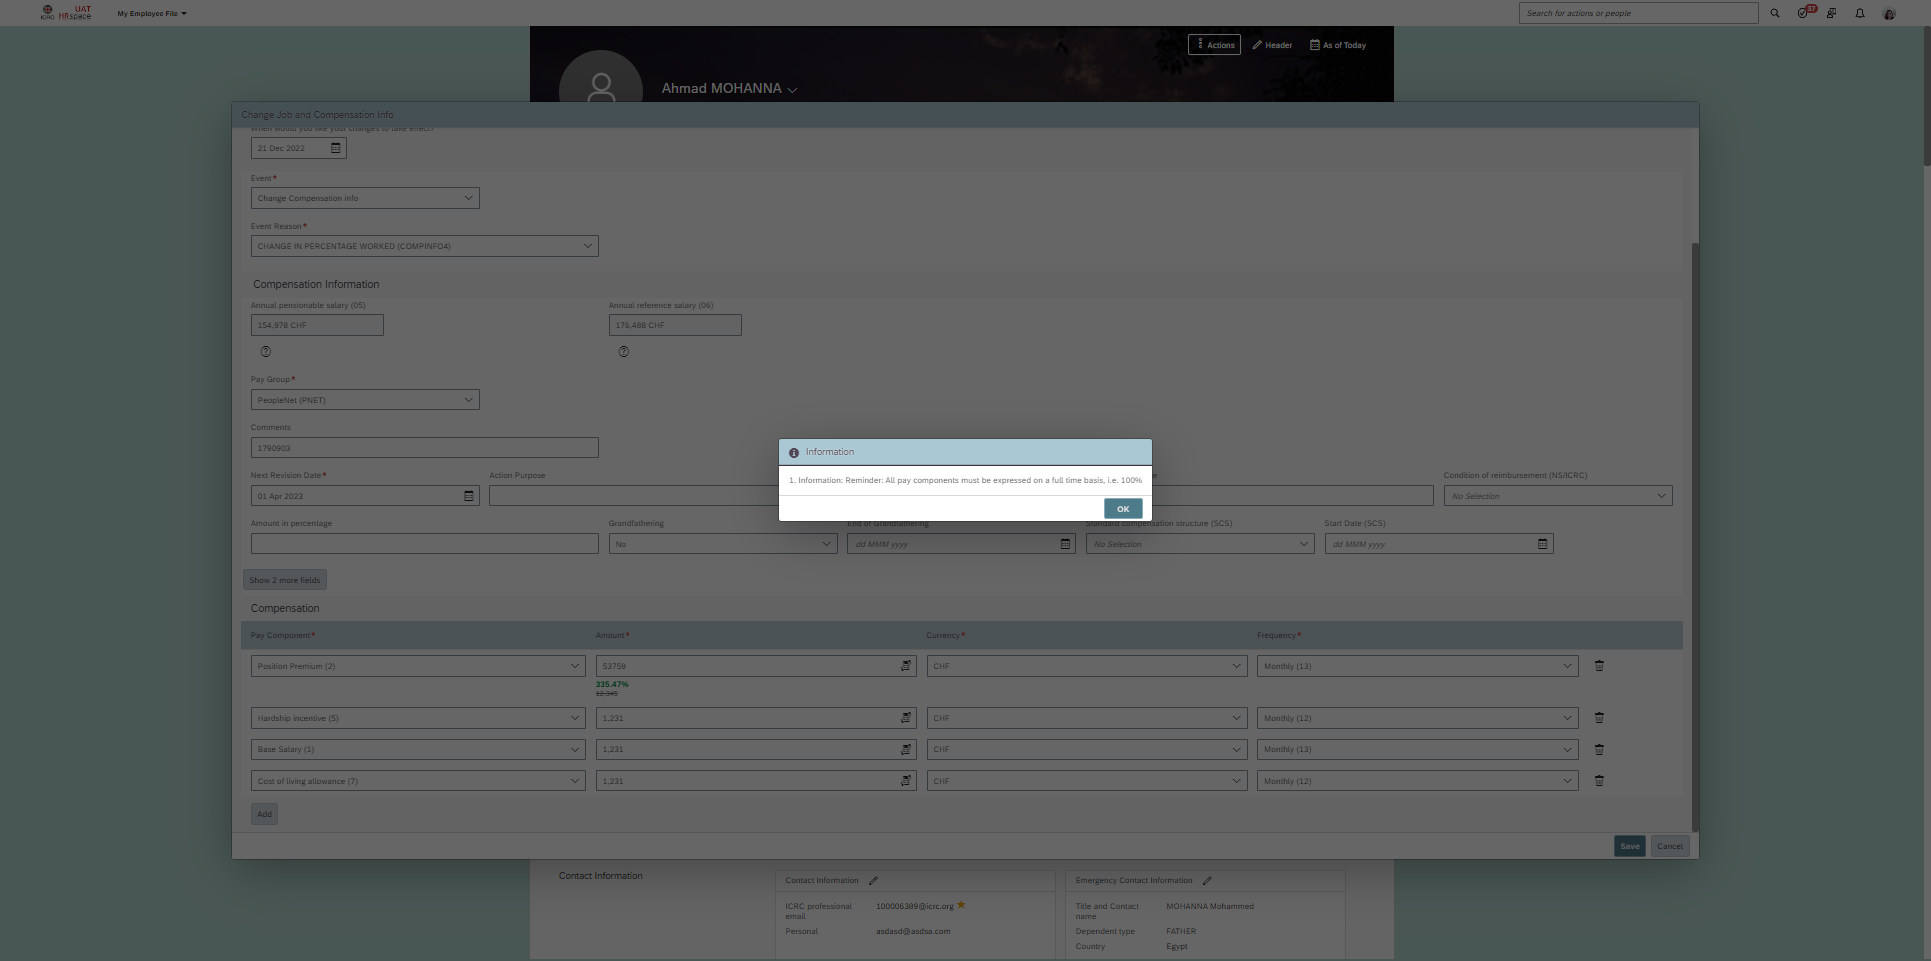 ICRC UAT HRspace
My Employee File
Search for actions or people
37
Actions
Header
As of Today
Ahmad MOHANNA
Change Job and Compensation Info
When would you like your changes to take effect?
21 Dec 2022
Event*
Change Compensation info
Event Reason*
CHANGE IN PERCENTAGE WORKED (COMPINFO4)
Compensation Information
Annual pensionable salary (05)
Annual reference salary (06)
154,978 CHF
176,488 CHF
Pay Group*
PeopleNet (PNET)
Comments
1790903
Information
1. Information: Reminder: All pay components must be expressed on a full time basis, i.e. 100%
OK
Next Revision Date*
Action Purpose
Condition of reimbursement (NS/ICRC)
01 Apr 2023
No Selection
Amount in percentage
Grandfathering
End of Grandfathering
Standard compensation structure (SCS)
Start Date (SCS)
No
dd MMM yyyy
No Selection
dd MMM yyyy
Show 2 more fields
Compensation
Pay Component*
Amount*
Currency*
Frequency*
Position Premium (2)
53759
CHF
Monthly (13)
335.47%
12,345
Hardship incentive (5)
1,231
CHF
Monthly (12)
Base Salary (1)
1,231
CHF
Monthly (13)
Cost of living allowance (7)
1,231
CHF
Monthly (12)
Add
Save
Cancel
Contact Information
Contact Information
ICRC professional email
100006389@icrc.org
Personal
asdasd@asdsa.com
Emergency Contact Information
Title and Contact name
MOHANNA Mohammed
Dependent type
FATHER
Country
Egypt